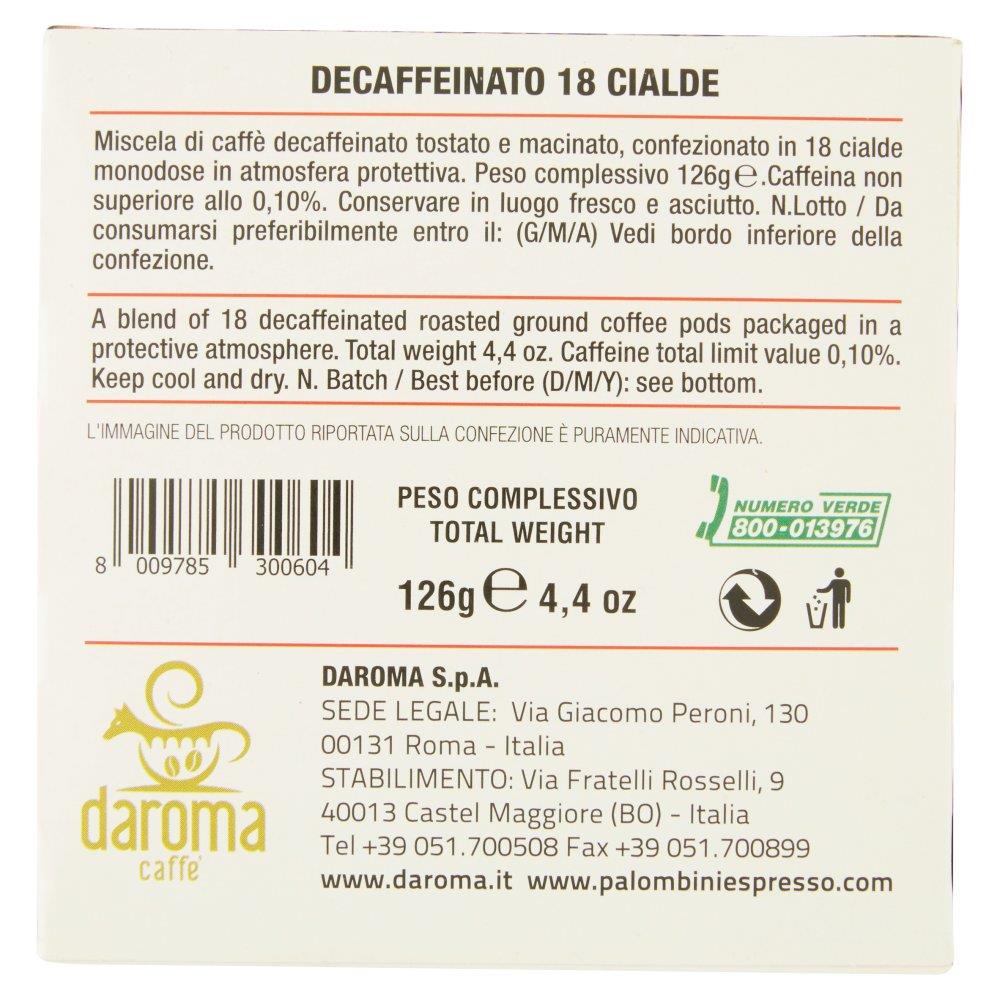 DECAFFEINATO 18 CIALDE
Miscela di caffè decaffeinato tostato e macinato, confezionato in 18 cialde
monodose in atmosfera protettiva. Peso complessivo 126g℮.Caffeina non
superiore allo 0,10%. Conservare in luogo fresco e asciutto. N.Lotto / Da
consumarsi preferibilmente entro il: (G/M/A) Vedi bordo inferiore della
confezione.
A blend of 18 decaffeinated roasted ground coffee pods packaged in a
protective atmosphere. Total weight 4,4 oz. Caffeine total limit value 0,10%.
Keep cool and dry. N. Batch / Best before (D/M/Y): see bottom.
L'IMMAGINE DEL PRODOTTO RIPORTATA SULLA CONFEZIONE È PURAMENTE INDICATIVA.
8 009785 300604
PESO COMPLESSIVO
TOTAL WEIGHT
126g ℮ 4,4 oz
NUMERO VERDE
800-013976
daroma
caffe'
DAROMA S.p.A.
SEDE LEGALE: Via Giacomo Peroni, 130
00131 Roma - Italia
STABILIMENTO: Via Fratelli Rosselli, 9
40013 Castel Maggiore (BO) - Italia
Tel +39 051.700508 Fax +39 051.700899
www.daroma.it www.palombiniespresso.com